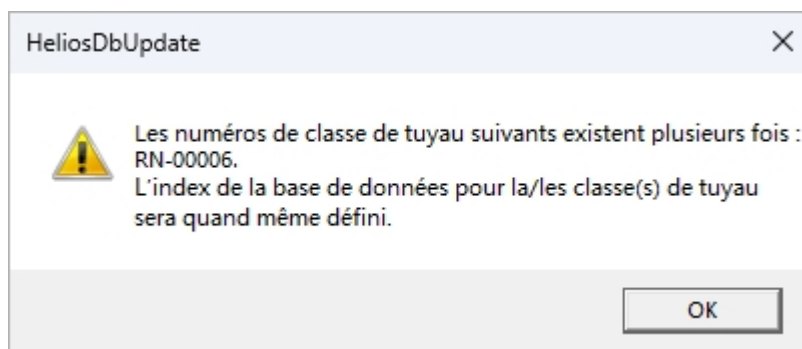 HeliosDbUpdate
Les numéros de classe de tuyau suivants existent plusieurs fois :
RN-00006.
L'index de la base de données pour la/les classe(s) de tuyau
sera quand même défini.
OK